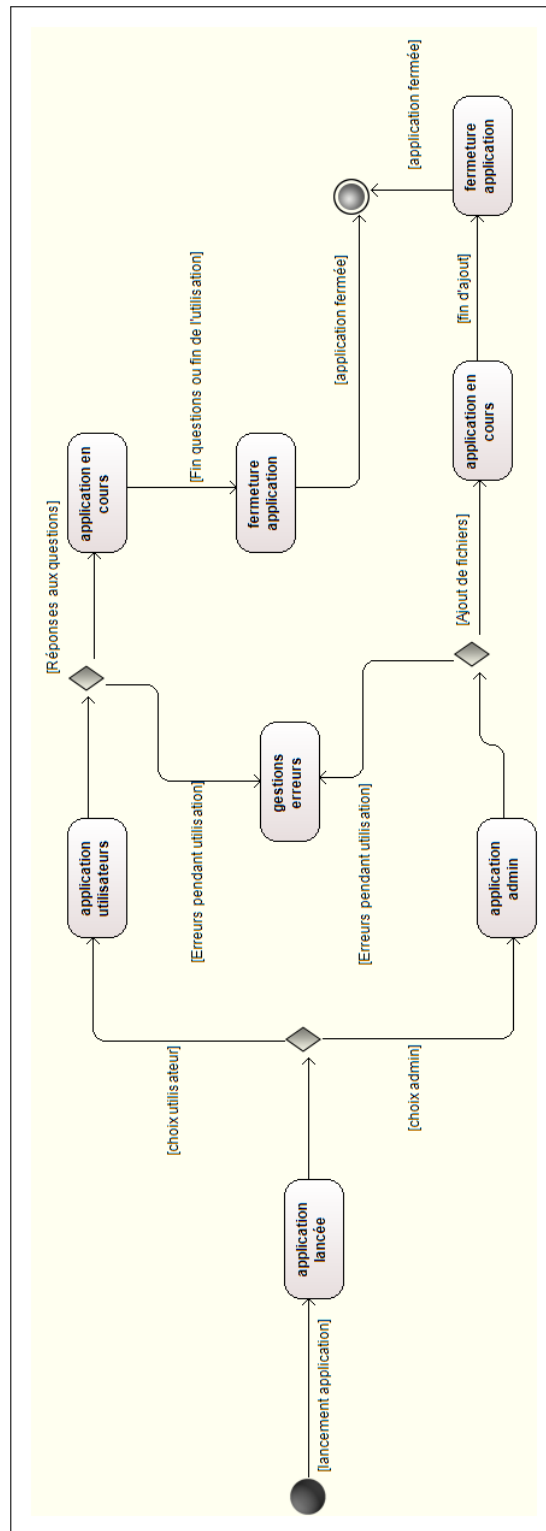 [lancement application]
application
lancée
[choix utilisateur]
[choix admin]
application
utilisateurs
application
admin
[Erreurs pendant utilisation]
[Erreurs pendant utilisation]
gestions
erreurs
[Réponses aux questions]
[Ajout de fichiers]
application en
cours
application en
cours
[Fin questions ou fin de l'utilisation]
fermeture
application
[fin d'ajout]
[application fermée]
fermeture
application
[application fermée]